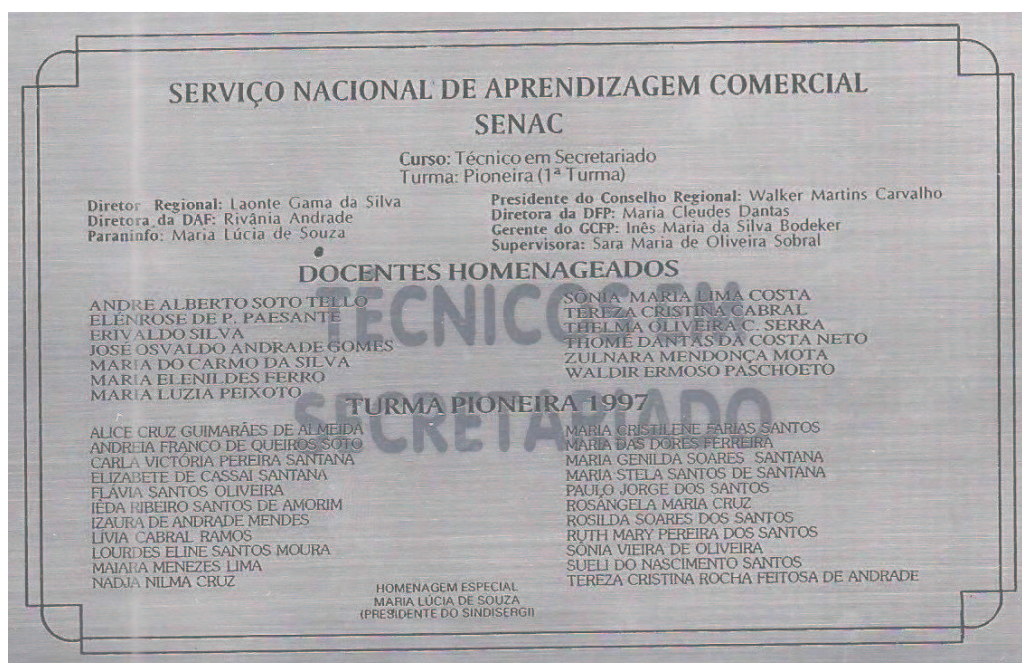 SERVIÇO NACIONAL DE APRENDIZAGEM COMERCIAL
SENAC
Curso: Técnico em Secretariado
Turma: Pioneira (1ª Turma)
Diretor Regional: Laonte Gama da Silva
Diretora da DAF: Rivânia Andrade
Paraninfo: Maria Lúcia de Souza
Presidente do Conselho Regional: Walker Martins Carvalho
Diretora da DFP: Maria Cleudes Dantas
Gerente do GCFP: Inês Maria da Silva Bodeker
Supervisora: Sara Maria de Oliveira Sobral
DOCENTES HOMENAGEADOS
TÉCNICOS EM
SECRETARIADO
ANDRE ALBERTO SOTO TELLO
ELENROSE DE P. PAESANTE
ERIVALDO SILVA
JOSÉ OSVALDO ANDRADE GOMES
MARIA DO CARMO DA SILVA
MARIA ELENILDES FERRO
MARIA LUZIA PEIXOTO
SÔNIA MARIA LIMA COSTA
TEREZA CRISTINA CABRAL
THELMA OLIVEIRA C. SERRA
THOMÉ DANTAS DA COSTA NETO
ZULNARA MENDONÇA MOTA
WALDIR ERMOSO PASCHOETO
TURMA PIONEIRA 1997
ALICE CRUZ GUIMARÃES DE ALMEIDA
ANDRÉIA FRANCO DE QUEIROS SOTO
CARLA VICTÓRIA PEREIRA SANTANA
ELIZABETE DE CASSAI SANTANA
FLÁVIA SANTOS OLIVEIRA
IÊDA RIBEIRO SANTOS DE AMORIM
IZAURA DE ANDRADE MENDES
LÍVIA CABRAL RAMOS
LOURDES ELINE SANTOS MOURA
MAIARA MENEZES LIMA
NADJA NILMA CRUZ
MARIA CRISTILENE FARIAS SANTOS
MARIA DAS DORES FERREIRA
MARIA GENILDA SOARES SANTANA
MARIA STELA SANTOS DE SANTANA
PAULO JORGE DOS SANTOS
ROSÂNGELA MARIA CRUZ
ROSILDA SOARES DOS SANTOS
RUTH MARY PEREIRA DOS SANTOS
SÔNIA VIEIRA DE OLIVEIRA
SUELI DO NASCIMENTO SANTOS
TEREZA CRISTINA ROCHA FEITOSA DE ANDRADE
HOMENAGEM ESPECIAL
MARIA LÚCIA DE SOUZA
(PRESIDENTE DO SINDISERGI)